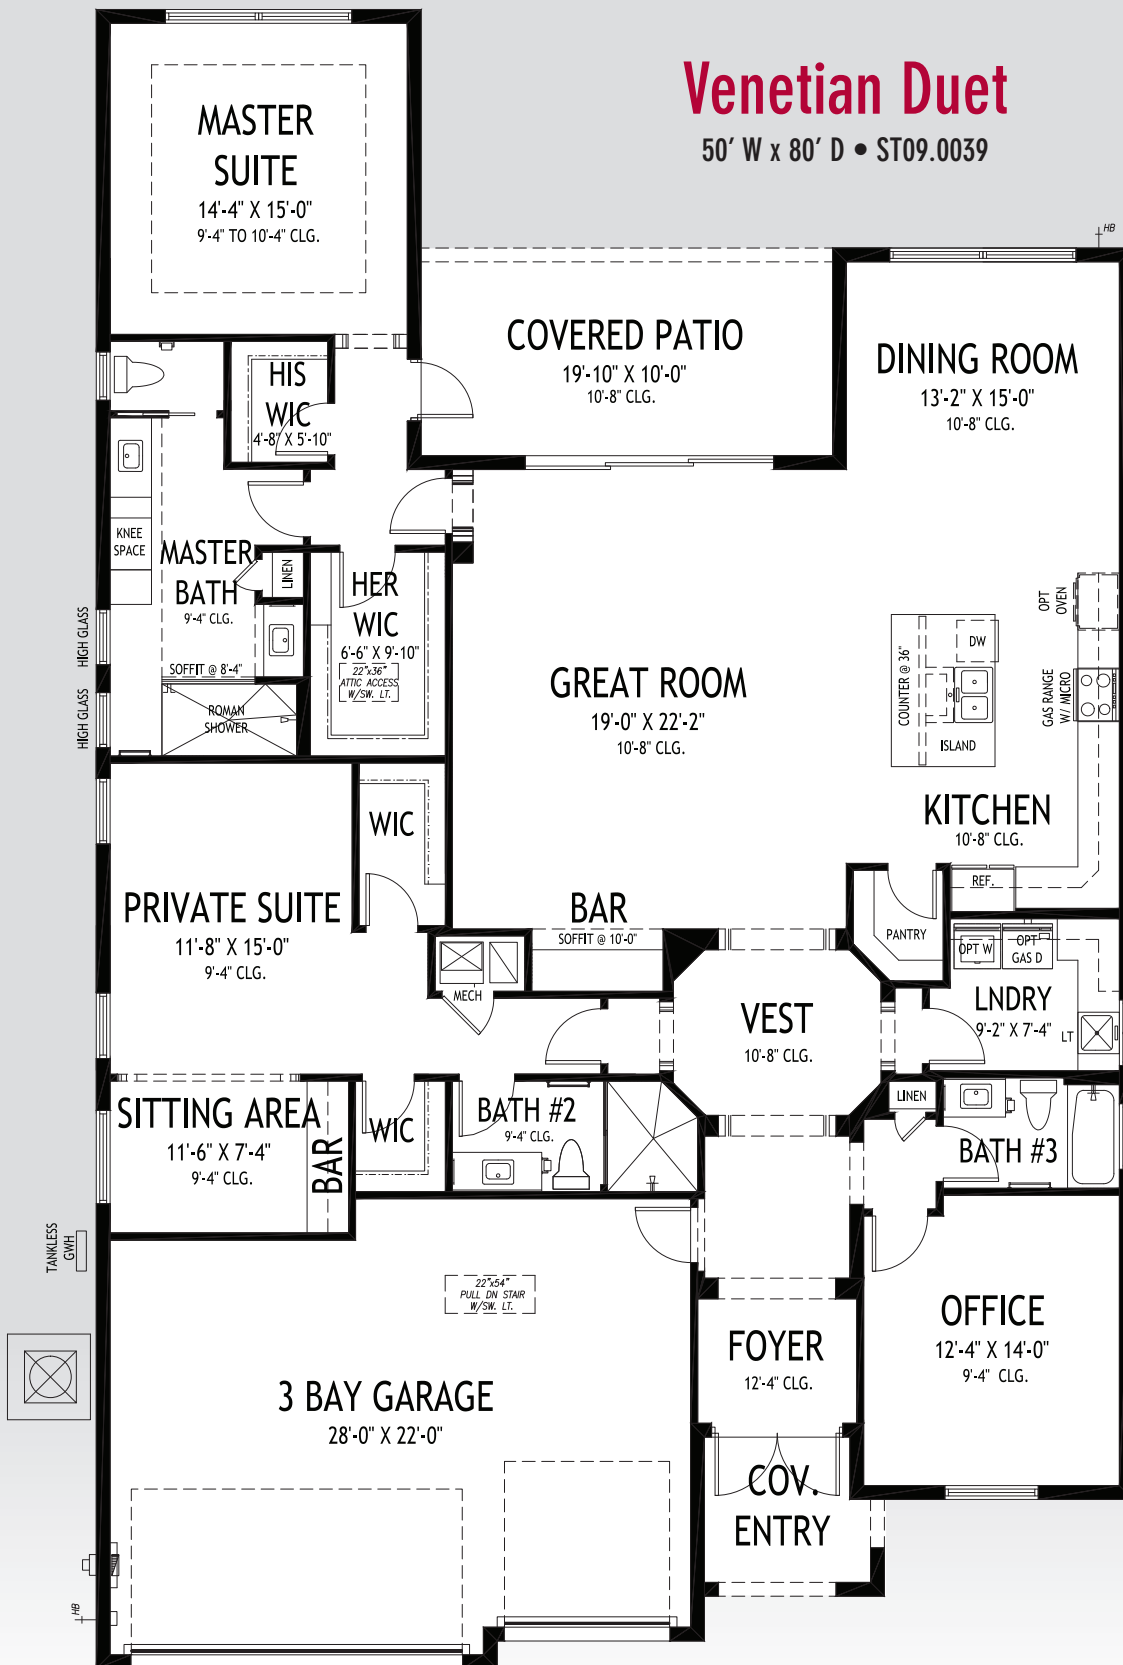 Venetian Duet
50' W x 80' D • ST09.0039
MASTER
SUITE
14'-4" X 15'-0"
9'-4" TO 10'-4" CLG.
HB
COVERED PATIO
19'-10" X 10'-0"
10'-8" CLG.
DINING ROOM
13'-2" X 15'-0"
10'-8" CLG.
HIS
WIC
4'-8" X 5'-10"
KNEE
SPACE
MASTER
BATH
9'-4" CLG.
LINEN
HER
WIC
6'-6" X 9'-10"
22"x36"
ATTIC ACCESS
W/SW. LT.
SOFFIT @ 8'-4"
ROMAN
SHOWER
HIGH GLASS
HIGH GLASS
GREAT ROOM
19'-0" X 22'-2"
10'-8" CLG.
OPT
OVEN
DW
COUNTER @ 36"
ISLAND
GAS RANGE
W/ MICRO
KITCHEN
10'-8" CLG.
REF.
WIC
PRIVATE SUITE
11'-8" X 15'-0"
9'-4" CLG.
BAR
SOFFIT @ 10'-0"
PANTRY
MECH
VEST
10'-8" CLG.
OPT W
OPT
GAS D
LNDRY
9'-2" X 7'-4"
LT
SITTING AREA
11'-6" X 7'-4"
9'-4" CLG.
BAR
WIC
BATH #2
9'-4" CLG.
LINEN
BATH #3
TANKLESS
GWH
22"x54"
PULL DN STAIR
W/SW. LT.
3 BAY GARAGE
28'-0" X 22'-0"
FOYER
12'-4" CLG.
OFFICE
12'-4" X 14'-0"
9'-4" CLG.
COV.
ENTRY
HB